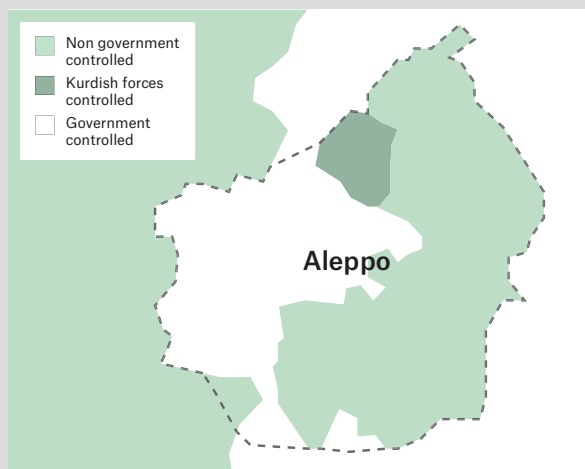 Non government
controlled
Kurdish forces
controlled
Government
controlled
Aleppo